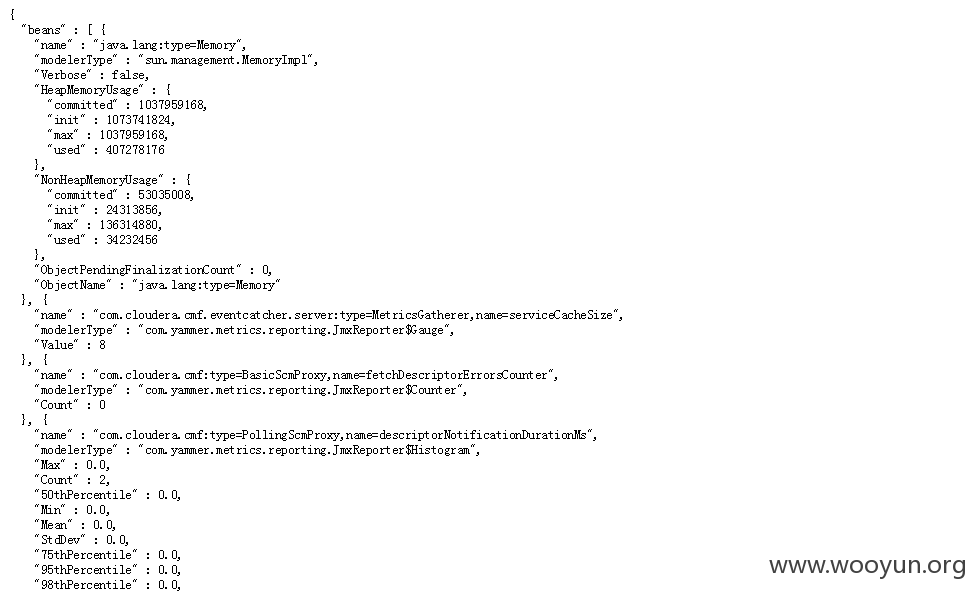 {
  "beans" : [ {
    "name" : "java.lang:type=Memory",
    "modelerType" : "sun.management.MemoryImpl",
    "Verbose" : false,
    "HeapMemoryUsage" : {
      "committed" : 1037959168,
      "init" : 1073741824,
      "max" : 1037959168,
      "used" : 407278176
    },
    "NonHeapMemoryUsage" : {
      "committed" : 53035008,
      "init" : 24313856,
      "max" : 136314880,
      "used" : 34232456
    },
    "ObjectPendingFinalizationCount" : 0,
    "ObjectName" : "java.lang:type=Memory"
  }, {
    "name" : "com.cloudera.cmf.eventcatcher.server:type=MetricsGatherer,name=serviceCacheSize",
    "modelerType" : "com.yammer.metrics.reporting.JmxReporter$Gauge",
    "Value" : 8
  }, {
    "name" : "com.cloudera.cmf:type=BasicScmProxy,name=fetchDescriptorErrorsCounter",
    "modelerType" : "com.yammer.metrics.reporting.JmxReporter$Counter",
    "Count" : 0
  }, {
    "name" : "com.cloudera.cmf:type=PollingScmProxy,name=descriptorNotificationDurationMs",
    "modelerType" : "com.yammer.metrics.reporting.JmxReporter$Histogram",
    "Max" : 0.0,
    "Count" : 2,
    "50thPercentile" : 0.0,
    "Min" : 0.0,
    "Mean" : 0.0,
    "StdDev" : 0.0,
    "75thPercentile" : 0.0,
    "95thPercentile" : 0.0,
    "98thPercentile" : 0.0,
www.wooyun.org